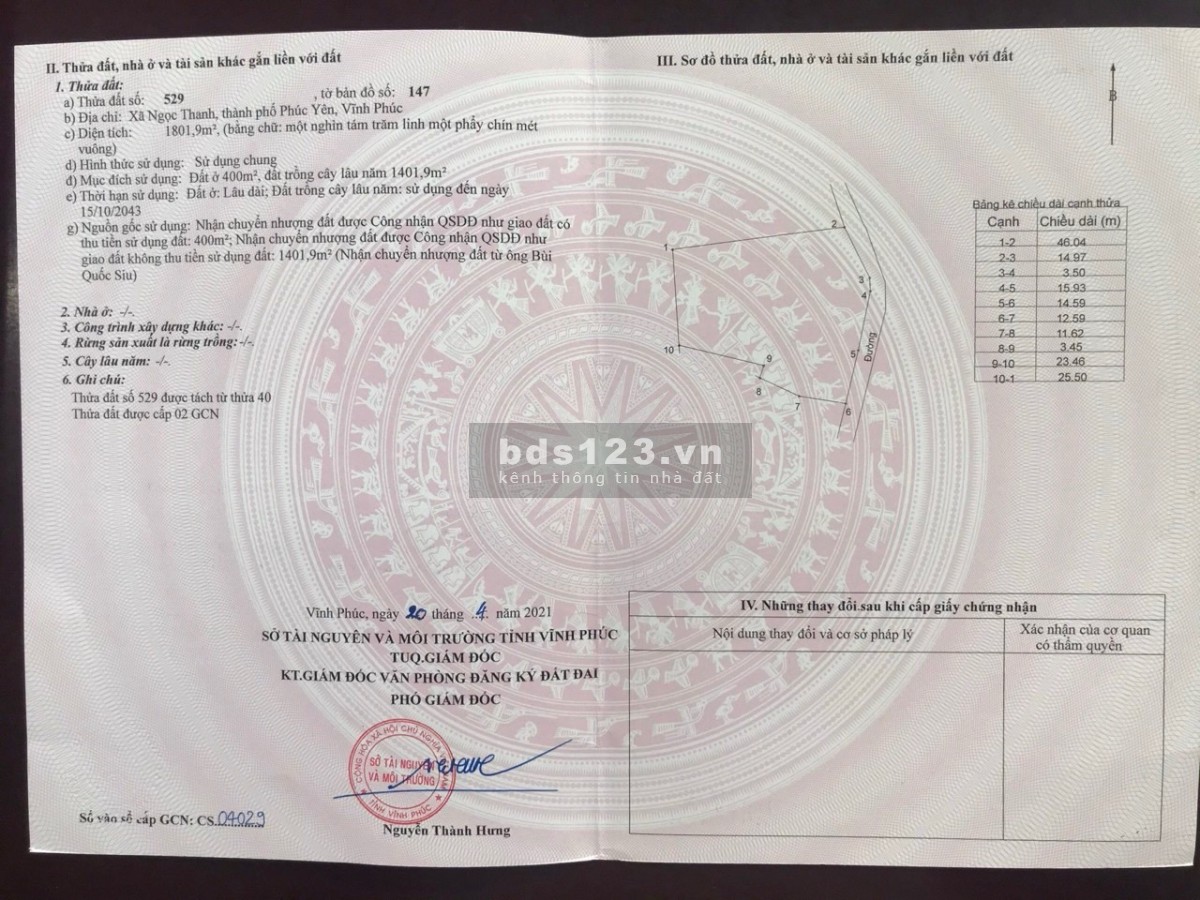 II. Thửa đất, nhà ở và tài sản khác gắn liền với đất
1. Thửa đất:
a) Thửa đất số: 529 , tờ bản đồ số: 147
b) Địa chỉ: Xã Ngọc Thanh, thành phố Phúc Yên, Vĩnh Phúc
c) Diện tích: 1801,9m², (bằng chữ: một nghìn tám trăm linh một phẩy chín mét
vuông)
d) Hình thức sử dụng: Sử dụng chung
đ) Mục đích sử dụng: Đất ở 400m², đất trồng cây lâu năm 1401,9m²
e) Thời hạn sử dụng: Đất ở: Lâu dài; Đất trồng cây lâu năm: sử dụng đến ngày
15/10/2043
g) Nguồn gốc sử dụng: Nhận chuyển nhượng đất được Công nhận QSDĐ như giao đất có
thu tiền sử dụng đất: 400m²; Nhận chuyển nhượng đất được Công nhận QSDĐ như
giao đất không thu tiền sử dụng đất: 1401,9m² (Nhận chuyển nhượng đất từ ông Bùi
Quốc Siu)
2. Nhà ở: -/-.
3. Công trình xây dựng khác: -/-.
4. Rừng sản xuất là rừng trồng:-/-.
5. Cây lâu năm: -/-.
6. Ghi chú:
Thửa đất số 529 được tách từ thửa 40
Thửa đất được cấp 02 GCN
Vĩnh Phúc, ngày 20 tháng 4 năm 2021
SỞ TÀI NGUYÊN VÀ MÔI TRƯỜNG TỈNH VĨNH PHÚC
TUQ.GIÁM ĐỐC
KT.GIÁM ĐỐC VĂN PHÒNG ĐĂNG KÝ ĐẤT ĐAI
PHÓ GIÁM ĐỐC
CỘNG HÒA XÃ HỘI CHỦ NGHĨA VIỆT NAM
SỞ TÀI NGUYÊN
VÀ MÔI TRƯỜNG
TỈNH VĨNH PHÚC
Nguyễn Thành Hưng
Số vào sổ cấp GCN: CS.04029
III. Sơ đồ thửa đất, nhà ở và tài sản khác gắn liền với đất
B
1
2
3
4
5
6
7
8
9
10
Đường
Bảng kê chiều dài cạnh thửa
Cạnh Chiều dài (m)
1-2 46.04
2-3 14.97
3-4 3.50
4-5 15.93
5-6 14.59
6-7 12.59
7-8 11.62
8-9 3.45
9-10 23.46
10-1 25.50
bds123.vn
kênh thông tin nhà đất
IV. Những thay đổi sau khi cấp giấy chứng nhận
Nội dung thay đổi và cơ sở pháp lý
Xác nhận của cơ quan
có thẩm quyền